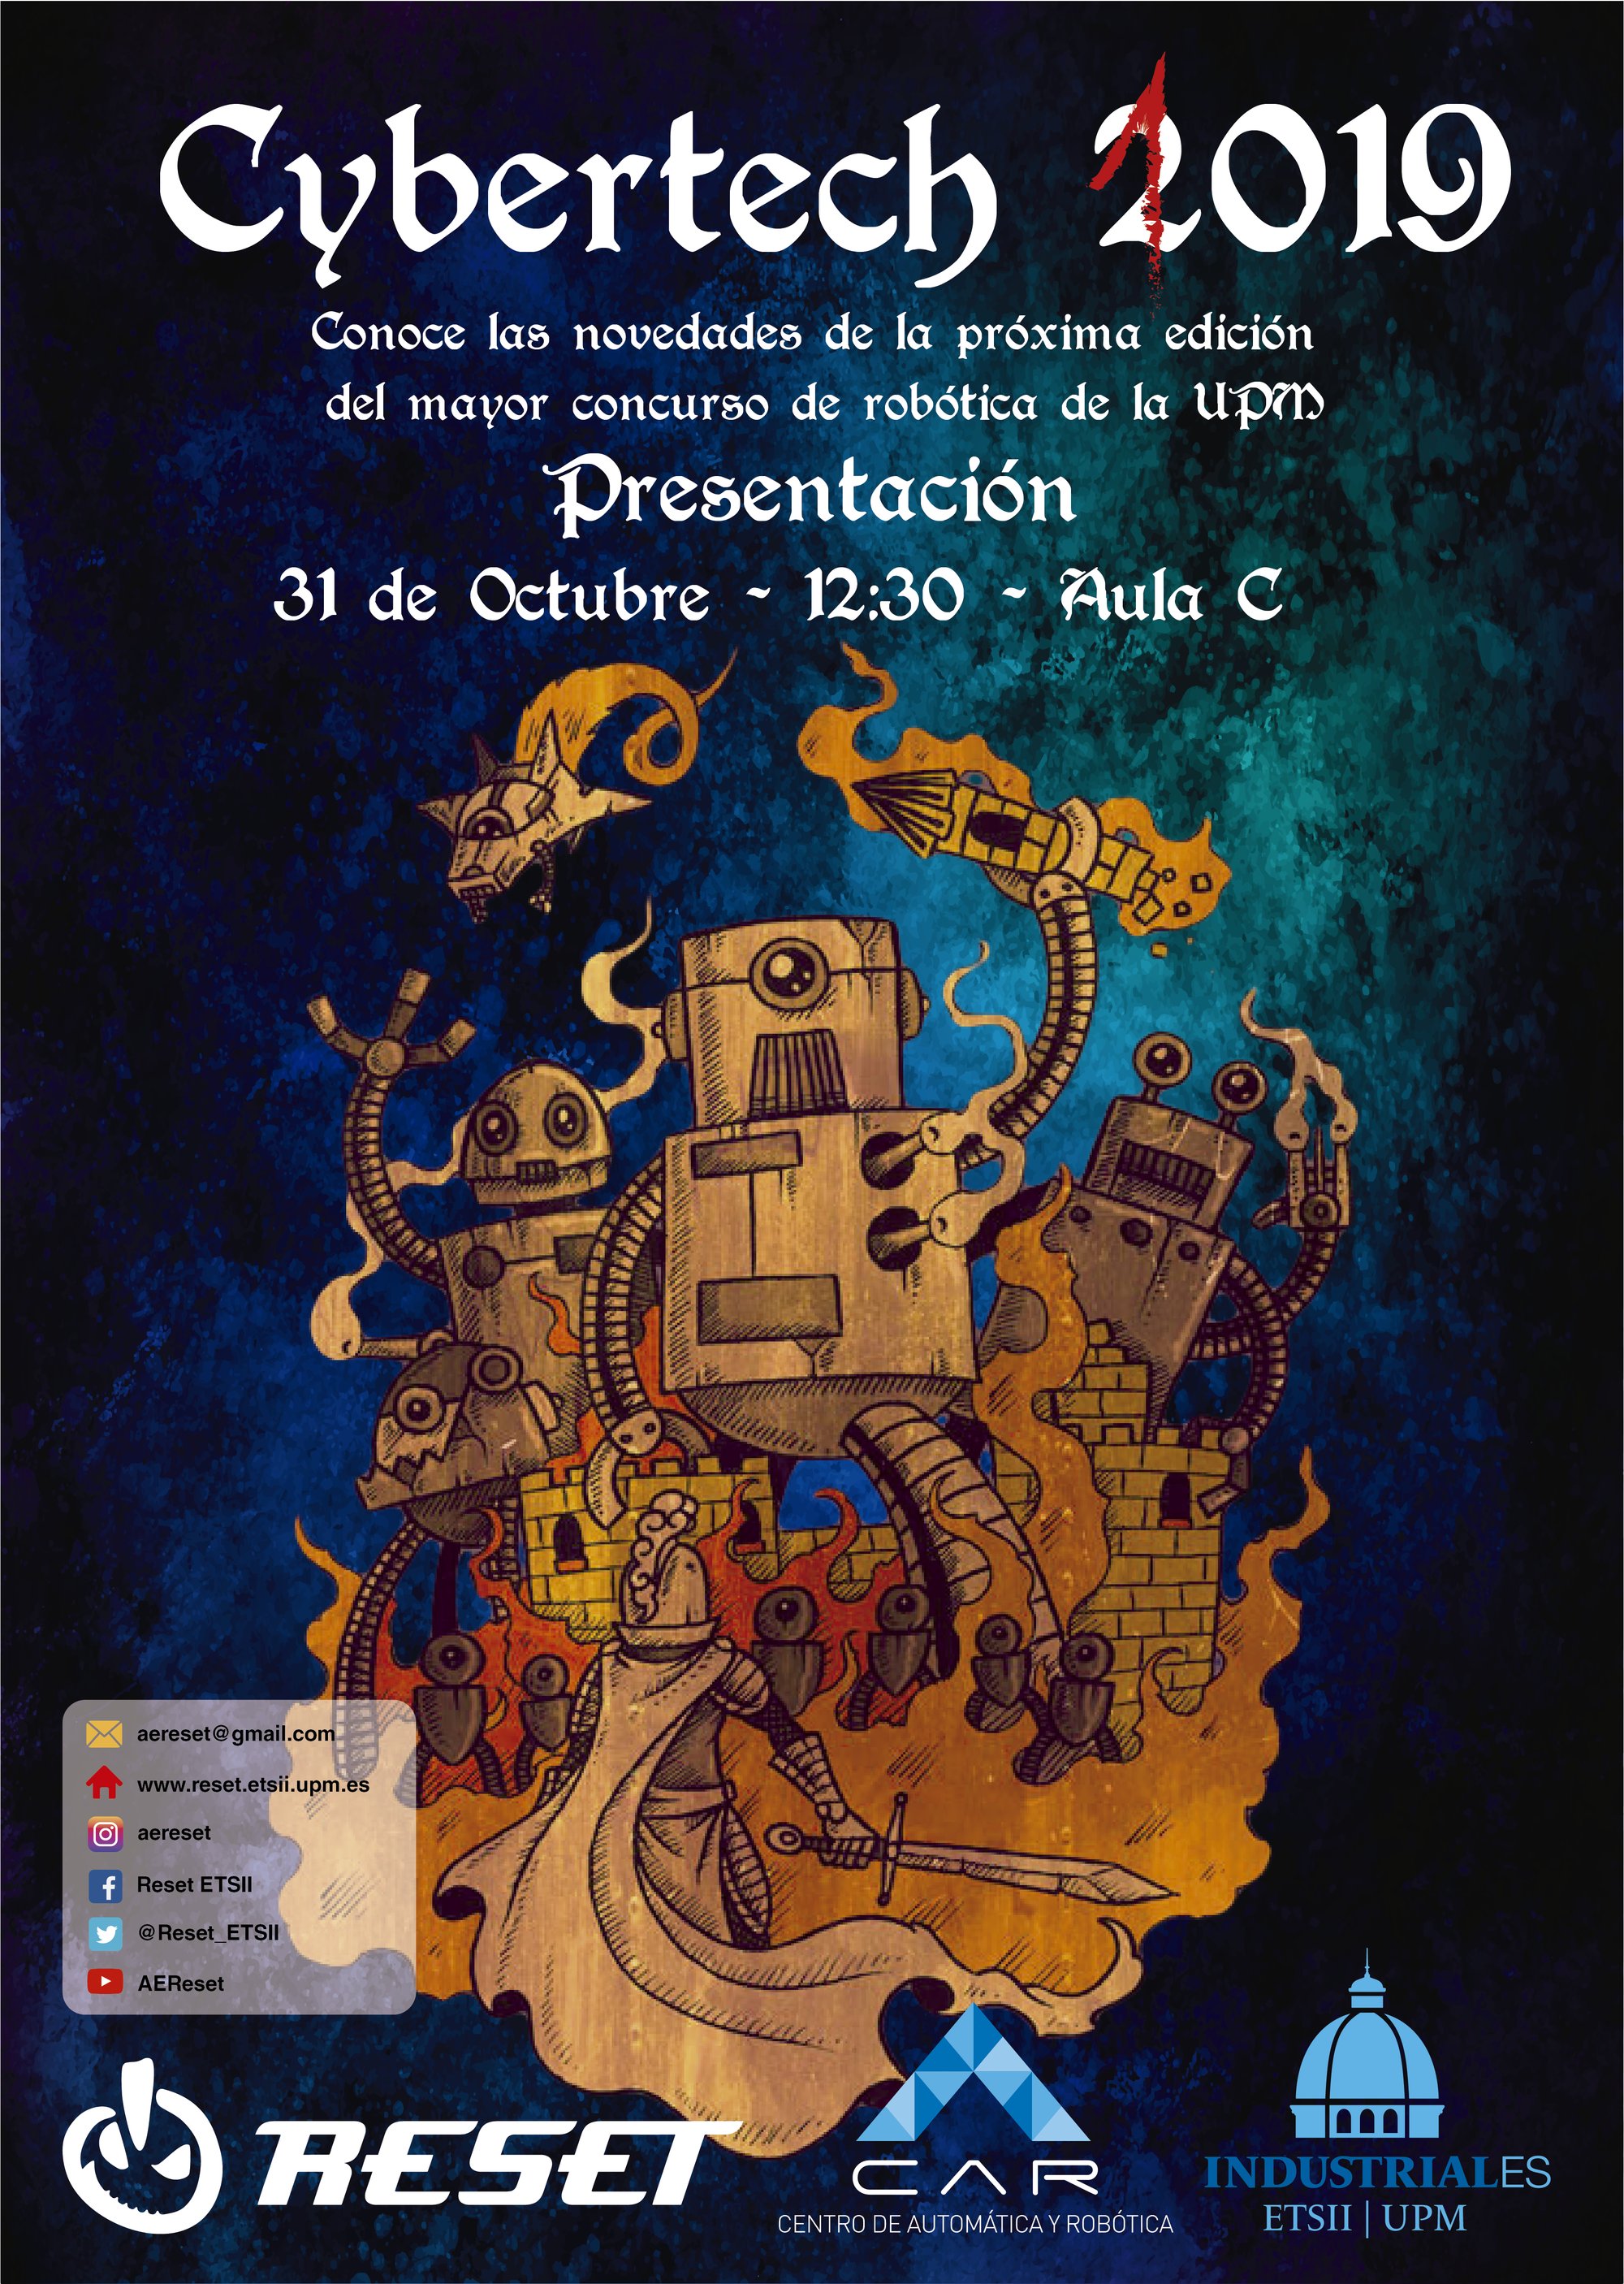 Cybertech 2019
1
Conoce las novedades de la próxima edición
del mayor concurso de robótica de la UPM
Presentación
31 de Octubre - 12:30 - Aula C
aereset@gmail.com
www.reset.etsii.upm.es
aereset
Reset ETSII
@Reset_ETSII
AEReset
RESET
CAR
CENTRO DE AUTOMÁTICA Y ROBÓTICA
INDUSTRIALES
ETSII | UPM